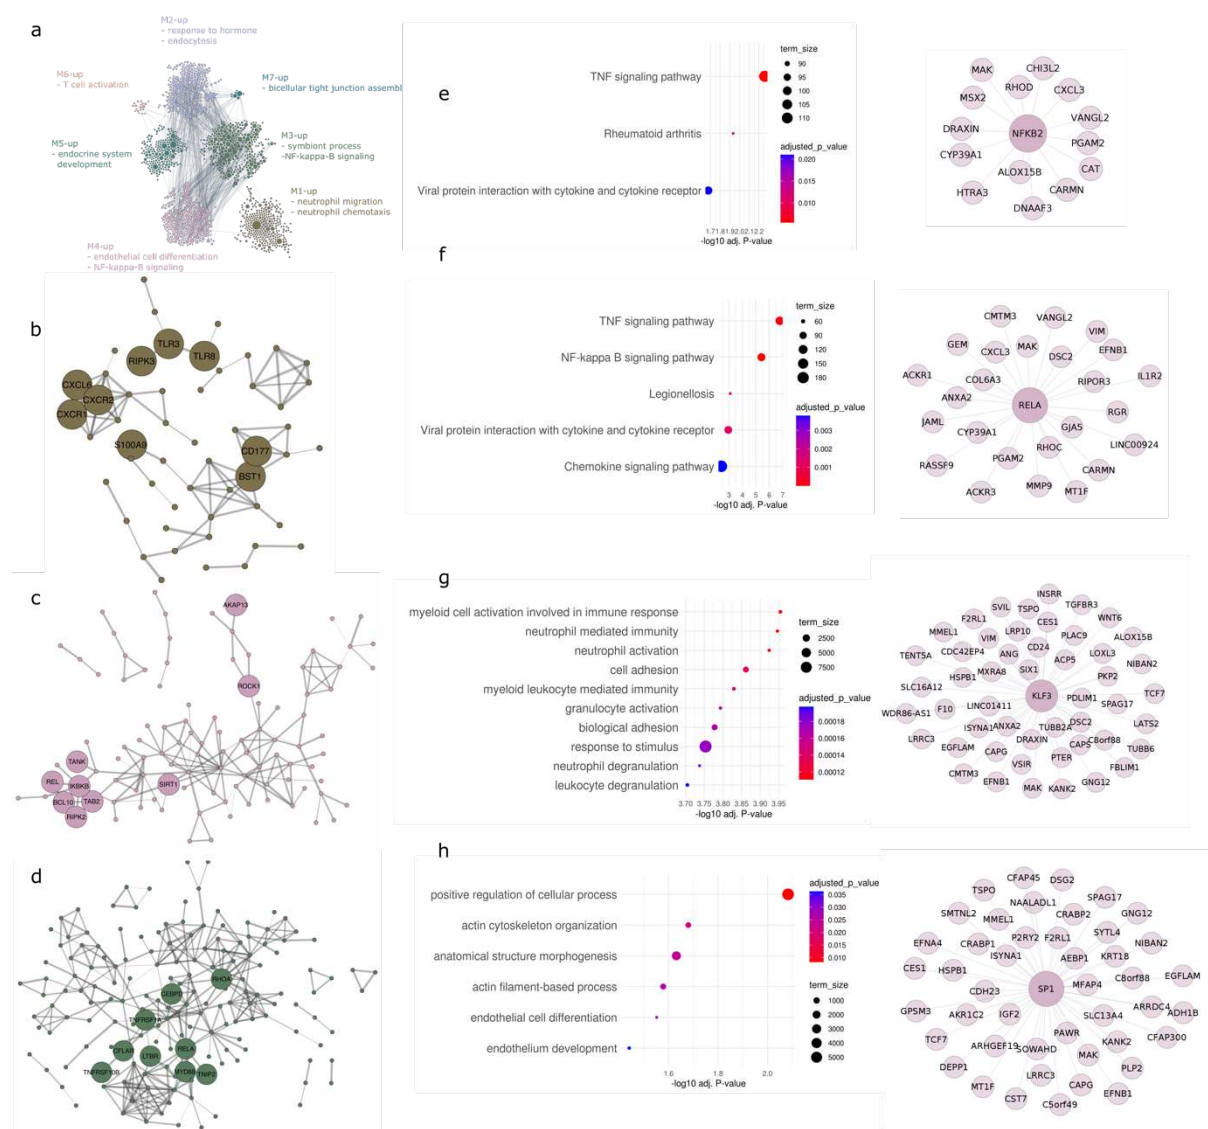 a
M2-up
- response to hormone
- endocytosis
M6-up
- T cell activation
M7-up
- bicellular tight junction assembl
M5-up
- endocrine system
development
M3-up
- symbiont process
-NF-kappa-B signaling
M1-up
- neutrophil migration
- neutrophil chemotaxis
M4-up
- endothelial cell differentiation
- NF-kappa-B signaling
e
TNF signaling pathway
Rheumatoid arthritis
Viral protein interaction with cytokine and cytokine receptor
1.71.81.92.02.12.2
-log10 adj. P-value
term_size
90
95
100
105
110
adjusted_p_value
0.020
0.015
0.010
MAK
CHI3L2
RHOD
CXCL3
MSX2
VANGL2
DRAXIN
NFKB2
PGAM2
CYP39A1
CAT
ALOX15B
HTRA3
CARMN
DNAAF3
b
TLR3
RIPK3
TLR8
CXCL6
CXCR2
CXCR1
S100A9
CD177
BST1
f
TNF signaling pathway
NF-kappa B signaling pathway
Legionellosis
Viral protein interaction with cytokine and cytokine receptor
Chemokine signaling pathway
3 4 5 6 7
-log10 adj. P-value
term_size
60
90
120
150
180
adjusted_p_value
0.003
0.002
0.001
CMTM3
VANGL2
VIM
GEM
MAK
CXCL3
DSC2
EFNB1
ACKR1
COL6A3
RIPOR3
IL1R2
ANXA2
RELA
RGR
JAML
GJA5
CYP39A1
RHOC
LINC00924
RASSF9
PGAM2
CARMN
ACKR3
MMP9
MT1F
c
AKAP13
ROCK1
TANK
REL
IKBKB
SIRT1
BCL10
TAB2
RIPK2
g
myeloid cell activation involved in immune response
neutrophil mediated immunity
neutrophil activation
cell adhesion
myeloid leukocyte mediated immunity
granulocyte activation
biological adhesion
response to stimulus
neutrophil degranulation
leukocyte degranulation
3.70 3.75 3.80 3.85 3.90 3.95
-log10 adj. P-value
term_size
2500
5000
7500
adjusted_p_value
0.00018
0.00016
0.00014
0.00012
INSRR
SVIL
TSPO
TGFBR3
F2RL1
CES1
WNT6
MMEL1
VIM
LRP10
PLAC9
ALOX15B
CDC42EP4
ANG
CD24
LOXL3
TENT5A
ACP5
NIBAN2
MXRA8
SIX1
HSPB1
PKP2
SLC16A12
KLF3
TCF7
PDLIM1
SPAG17
WDR86-AS1
F10
LINC01411
LATS2
ISYNA1
ANXA2
TUBB2A
DSC2
LRRC3
DRAXIN
CAPS
C8orf88
TUBB6
EGFLAM
CAPG
VSIR
PTER
FBLIM1
CMTM3
EFNB1
MAK
KANK2
GNG12
d
RHOA
CEBPD
TNFRSF1A
CFLAR
LTBR
RELA
TNFRSF10B
MYD88
TNIP2
h
positive regulation of cellular process
actin cytoskeleton organization
anatomical structure morphogenesis
actin filament-based process
endothelial cell differentiation
endothelium development
1.6 1.8 2.0
-log10 adj. P-value
adjusted_p_value
0.035
0.030
0.025
0.020
0.015
0.010
term_size
1000
2000
3000
4000
5000
CFAP45
DSG2
TSPO
NAALADL1
SPAG17
SMTNL2
MMEL1
CRABP2
GNG12
EFNA4
CRABP1
P2RY2
F2RL1
SYTL4
NIBAN2
ISYNA1
AEBP1
KRT18
CES1
HSPB1
C8orf88
EGFLAM
SP1
MFAP4
CDH23
ARRDC4
GPSM3
AKR1C2
IGF2
SLC13A4
ADH1B
TCF7
PAWR
KANK2
CFAP300
ARHGEF19
SOWAHD
MAK
DEPP1
PLP2
LRRC3
CAPG
MT1F
EFNB1
CST7
C5orf49